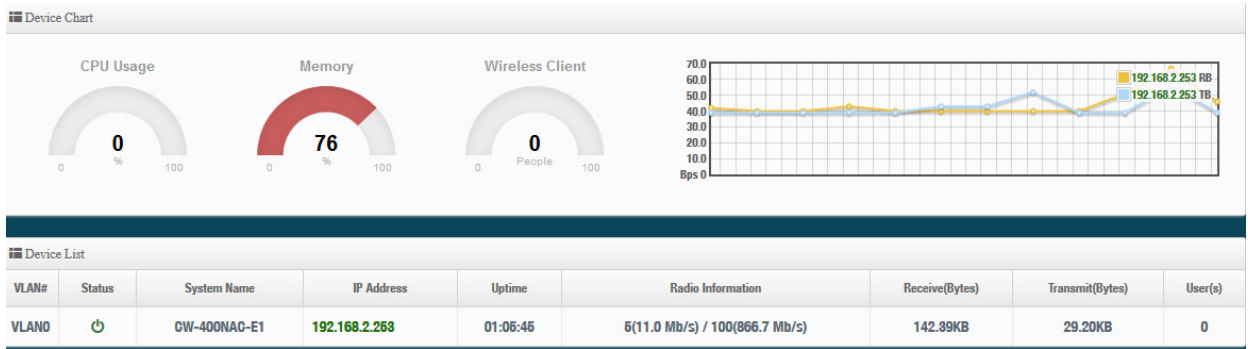 Device Chart
CPU Usage
0
%
0 100
Memory
76
%
0 100
Wireless Client
0
People
0 100
70.0
60.0
50.0
40.0
30.0
20.0
10.0
Bps 0
192.168.2.253 RB
192.168.2.253 TB
Device List
VLAN# Status System Name IP Address Uptime Radio Information Receive(Bytes) Transmit(Bytes) User(s)
VLAN0 CW-400NAC-E1 192.168.2.253 01:06:46 6(11.0 Mb/s) / 100(866.7 Mb/s) 142.39KB 29.20KB 0